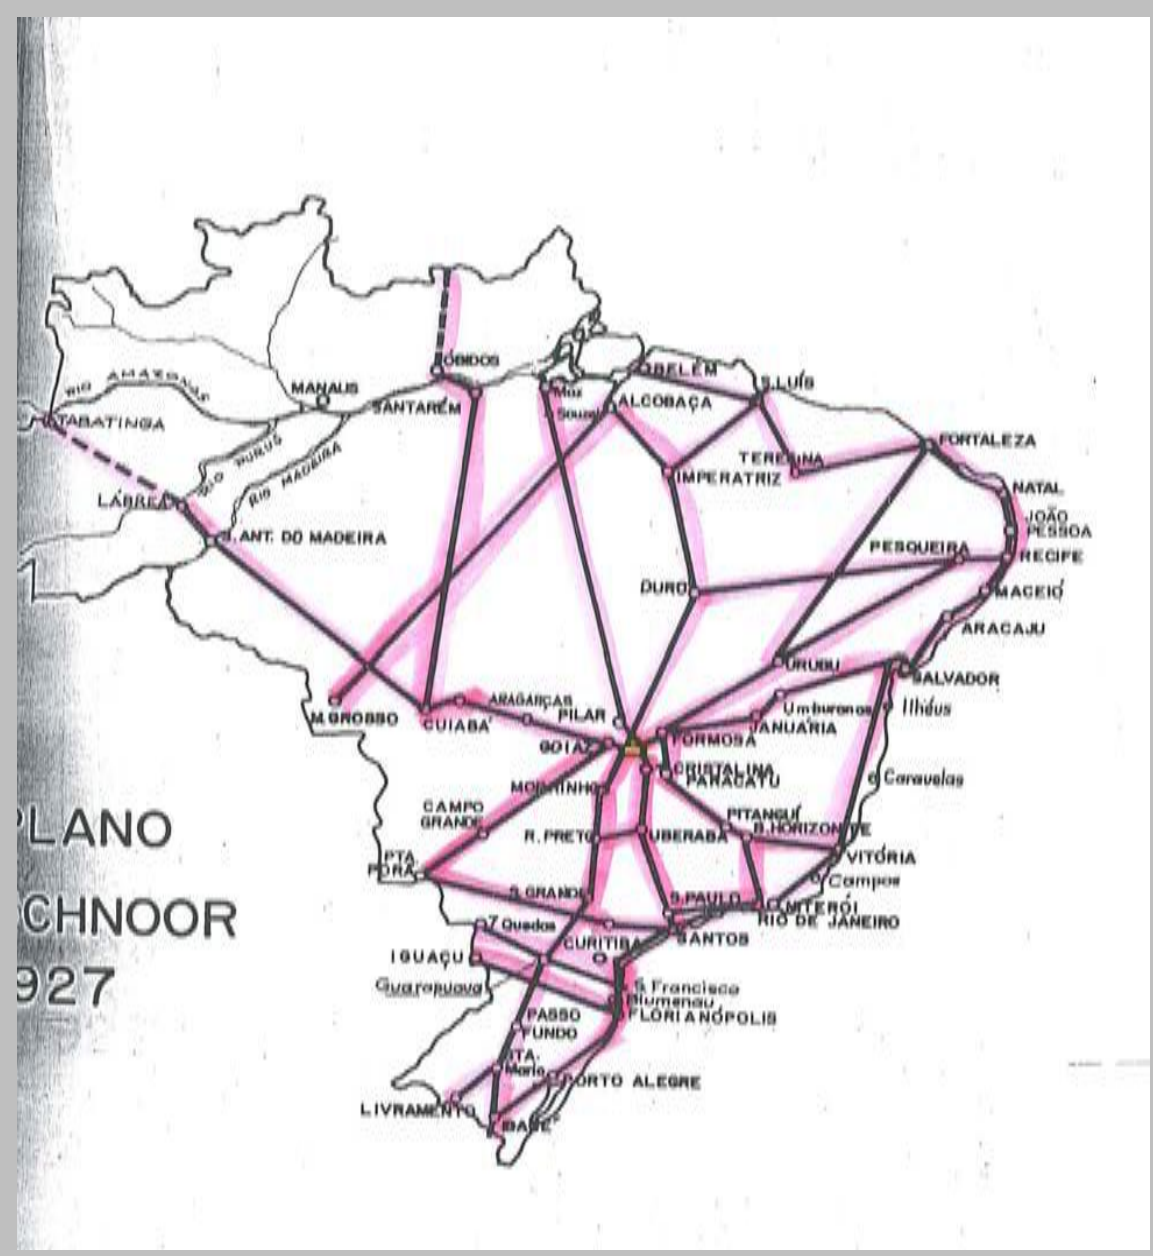 ÓBIDOS
BELÉM
S.LUÍS
RIO AMAZONAS
MANAUS
SANTARÉM
Souzel
ALCOBAÇA
TABATINGA
FORTALEZA
RIO PURUS
TERESINA
IMPERATRIZ
NATAL
LÁBREA
RIO MADEIRA
JOÃO
PESSOA
S. ANT. DO MADEIRA
PESQUEIRA
RECIFE
DURO
MACEIÓ
ARACAJU
URUBU
SALVADOR
M. GROSSO
CUIABÁ
ARAGARÇAS
PILAR
Umburanas
Ilhéus
JANUÁRIA
GOIAZ
FORMOSA
CRISTALINA
PARACATU
Caravelas
MORRINHOS
CAMPO
GRANDE
PITANGUÍ
PLANO
R. PRETO
UBERABA
B. HORIZONTE
PTA.
PORÃ
VITÓRIA
Campos
S. GRANDE
S. PAULO
NITERÓI
RIO DE JANEIRO
CHNOOR
7 Quedas
CURITIBA
SANTOS
IGUAÇU
Guarapuava
S. Francisco
Blumenau
FLORIANÓPOLIS
927
PASSO
FUNDO
STA.
Maria
PORTO ALEGRE
LIVRAMENTO
BAGÉ